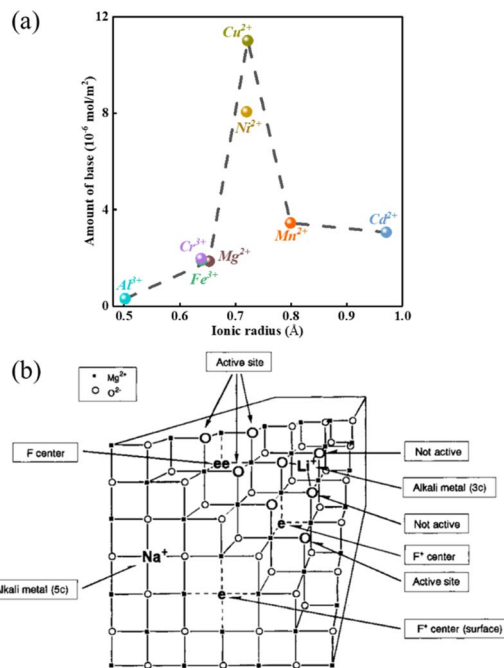 (a)
12
8
4
0
Amount of base (10⁻⁶ mol/m²)
Cu²⁺
Ni²⁺
Cr³⁺
Mg²⁺
Fe³⁺
Al³⁺
Mn²⁺
Cd²⁺
0.5 0.6 0.7 0.8 0.9 1.0
Ionic radius (Å)
(b)
Mg²⁺
O²⁻
Active site
F center
ee
Li⁺
Not active
Alkali metal (3c)
Not active
e
F⁺ center
Active site
Na⁺
Alkali metal (5c)
e
F⁺ center (surface)